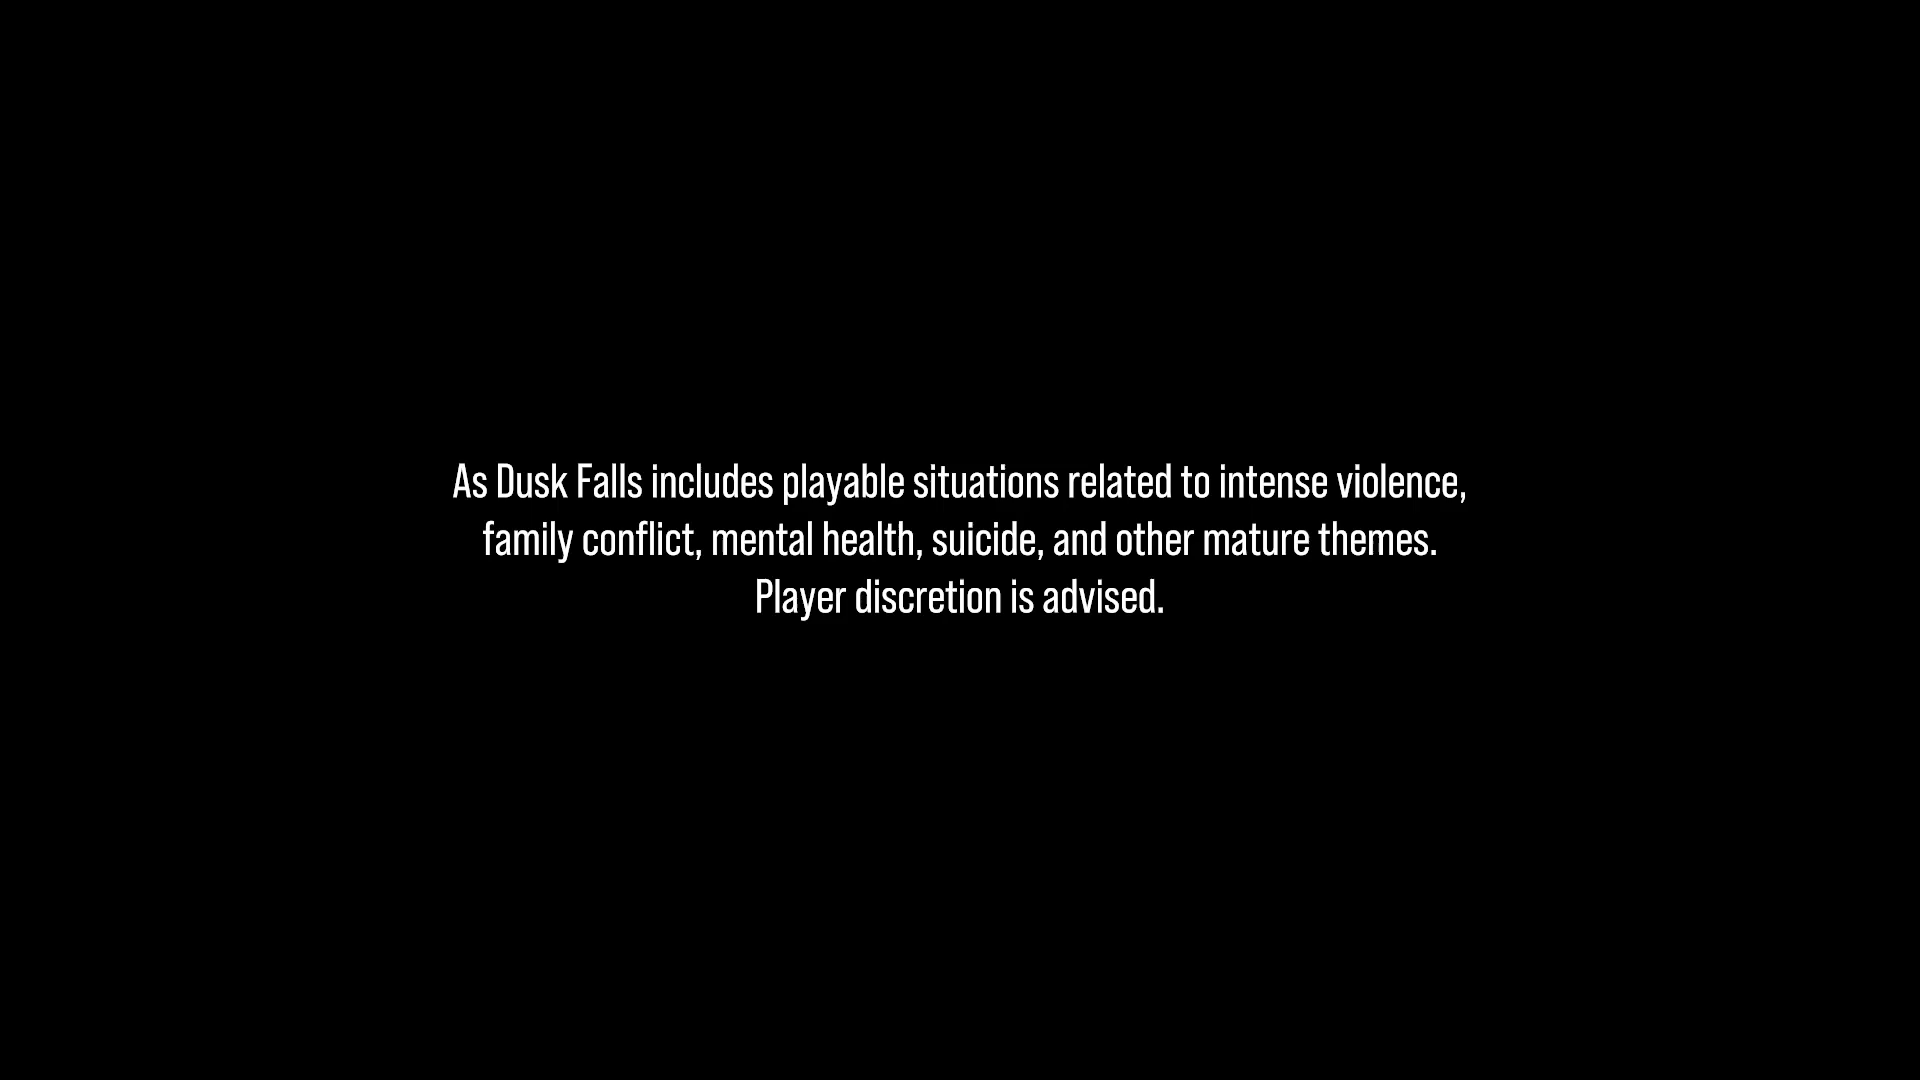 As Dusk Falls includes playable situations related to intense violence,
family conflict, mental health, suicide, and other mature themes.
Player discretion is advised.